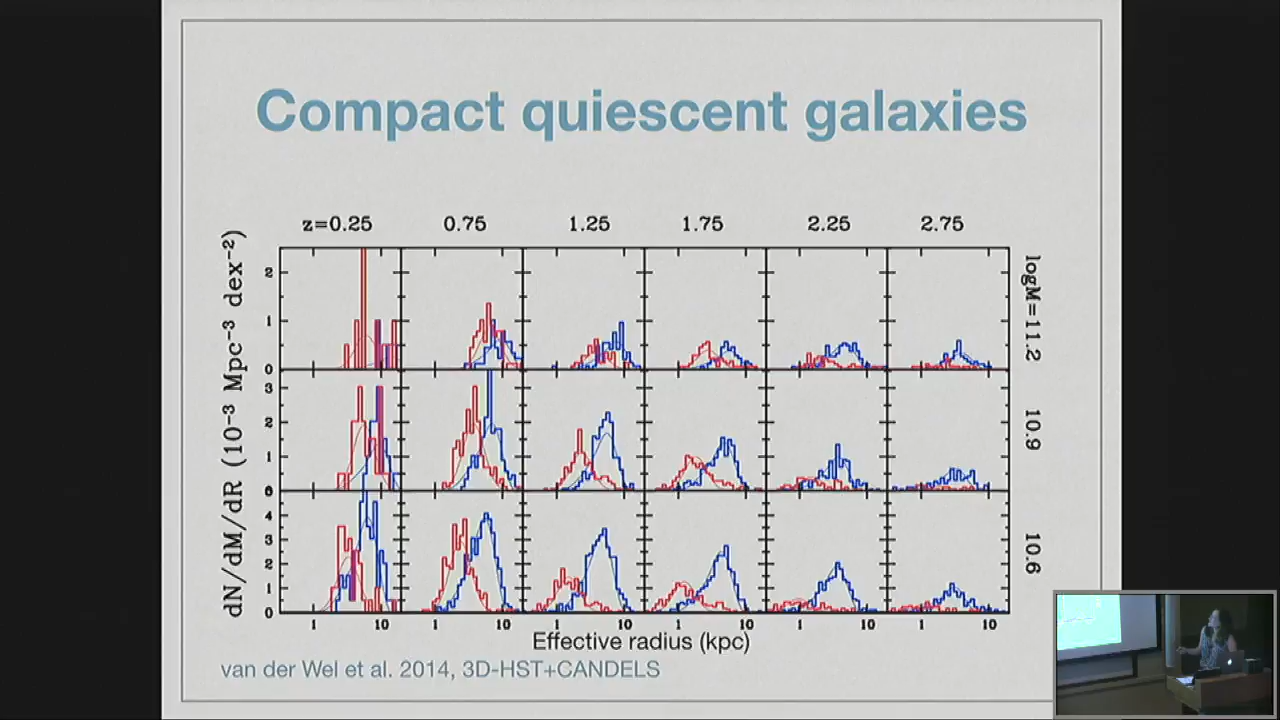 Compact quiescent galaxies
z=0.25 0.75 1.25 1.75 2.25 2.75
dN/dM/dR (10⁻³ Mpc⁻³ dex⁻²)
2
1
0
3
2
1
0
4
3
2
1
0
logM=11.2
10.9
10.6
1 10 1 10 1 10 1 10 1 10 1 10
Effective radius (kpc)
van der Wel et al. 2014, 3D-HST+CANDELS